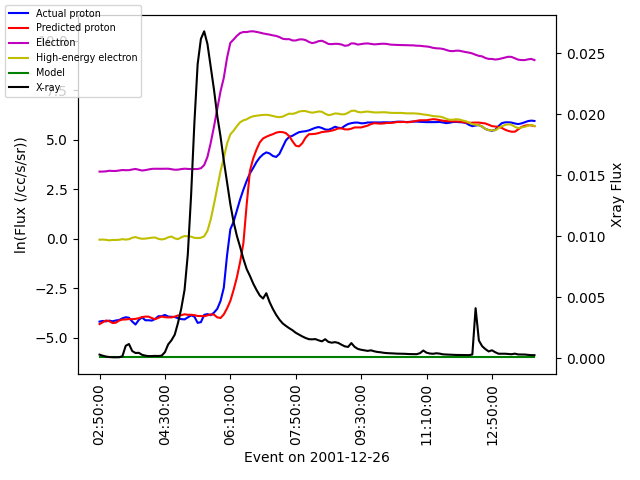 Actual proton
Predicted proton
Electron
High-energy electron
Model
X-ray
5.0
2.5
0.0
−2.5
−5.0
ln(Flux (/cc/s/sr))
0.025
0.020
0.015
0.010
0.005
0.000
Xray Flux
02:50:00
04:30:00
06:10:00
07:50:00
09:30:00
11:10:00
12:50:00
Event on 2001-12-26